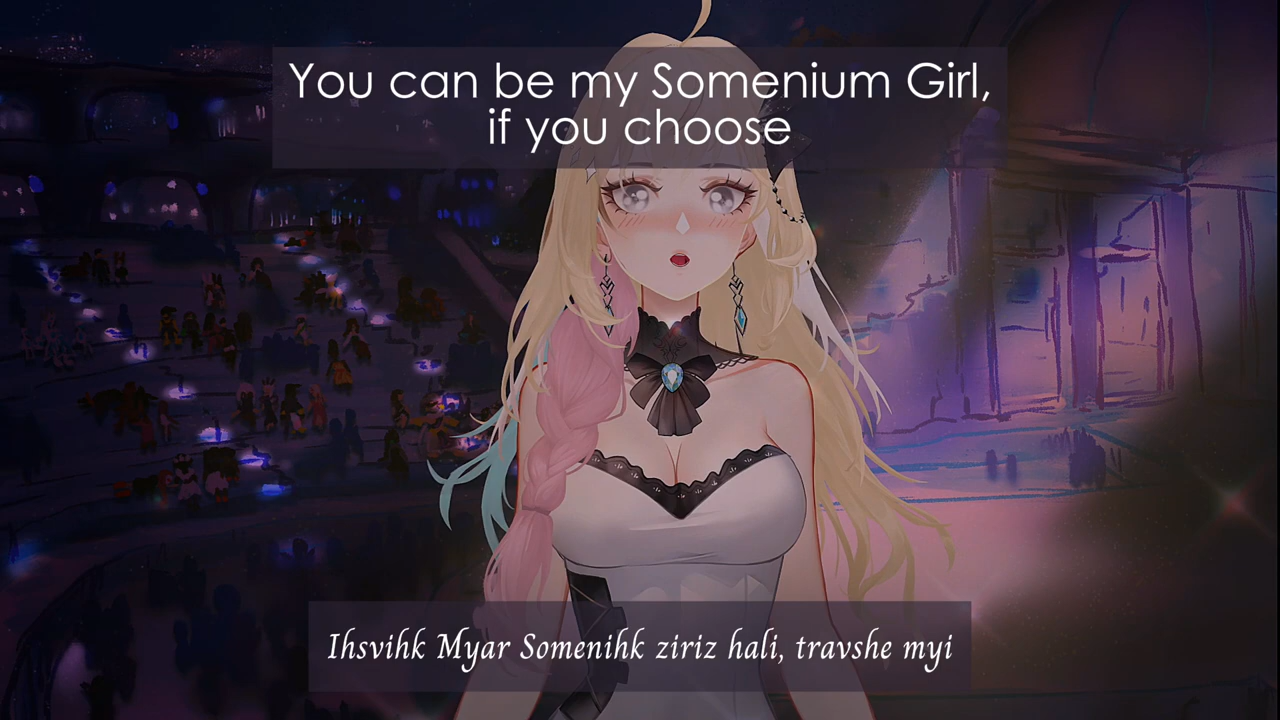 You can be my Somenium Girl,
if you choose
Ihsvihk Myar Somenihk ziriz hali, travshe myi